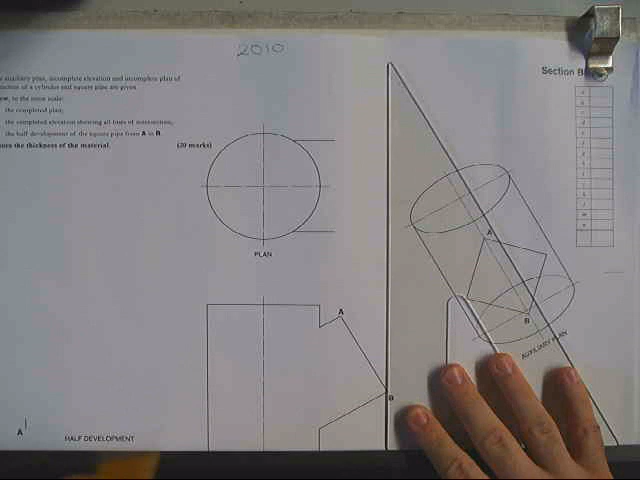 2010
auxiliary plan, incomplete elevation and incomplete plan of
of a cylinder and square pipe are given.
to the same scale:
the completed plan;
the completed elevation showing all lines of intersection;
the half development of the square pipe from A to B.
the thickness of the material.
(20 marks)
Section B
PLAN
A
B
AUXILIARY PLAN
A
B
A
HALF DEVELOPMENT